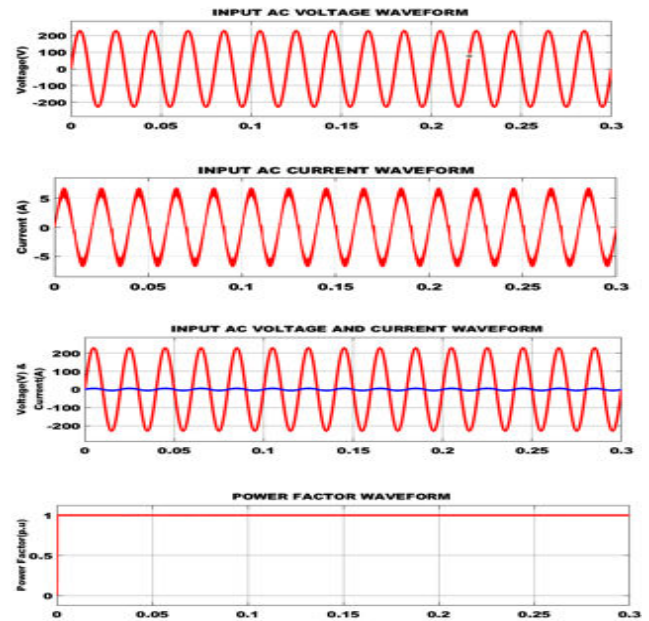 INPUT AC VOLTAGE WAVEFORM
Voltage(V)
200
100
0
-100
-200
0 0.05 0.1 0.15 0.2 0.25 0.3
INPUT AC CURRENT WAVEFORM
Current (A)
5
0
-5
0 0.05 0.1 0.15 0.2 0.25 0.3
INPUT AC VOLTAGE AND CURRENT WAVEFORM
Voltage(V) &
Current(A)
200
100
0
-100
-200
0 0.05 0.1 0.15 0.2 0.25 0.3
POWER FACTOR WAVEFORM
Power Factor(p.u)
1
0.5
0
0 0.05 0.1 0.15 0.2 0.25 0.3